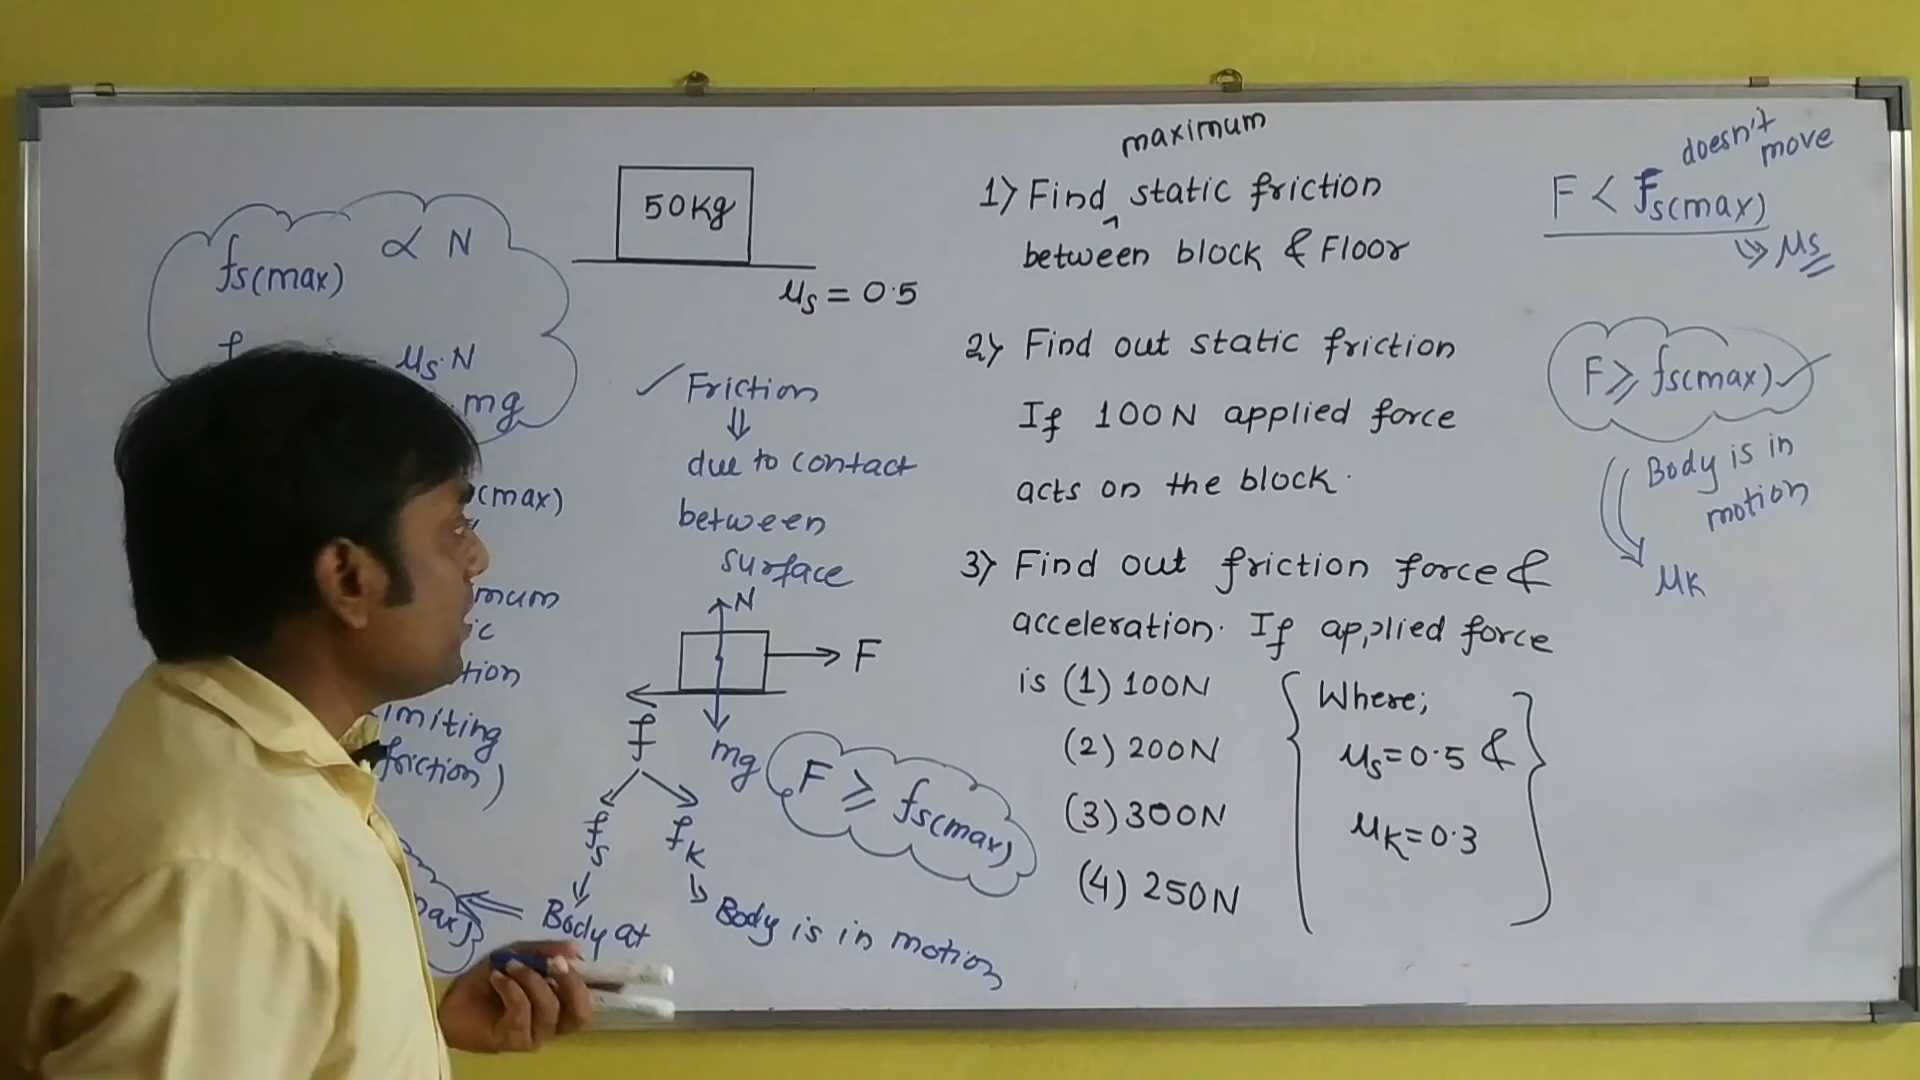 fs(max) ∝ N
μs·N
mg
(max)
mum
ic
tion
imiting
friction)
max)
50kg
μs = 0.5
✓ Friction
⇓
due to contact
between
surface
N
F
f
mg
fs
fk
F ⩾ fs(max)
Body at
Body is in motion
maximum
1) Find ‸ static friction
between block & Floor
2) Find out static friction
If 100N applied force
acts on the block.
3) Find out friction force &
acceleration. If applied force
is (1) 100N
(2) 200N
(3) 300N
(4) 250N
Where;
μs=0.5 &
μk=0.3
doesn't
move
F < fs(max)
↳ μs
F ⩾ fs(max) ✓
Body is in
motion
μk